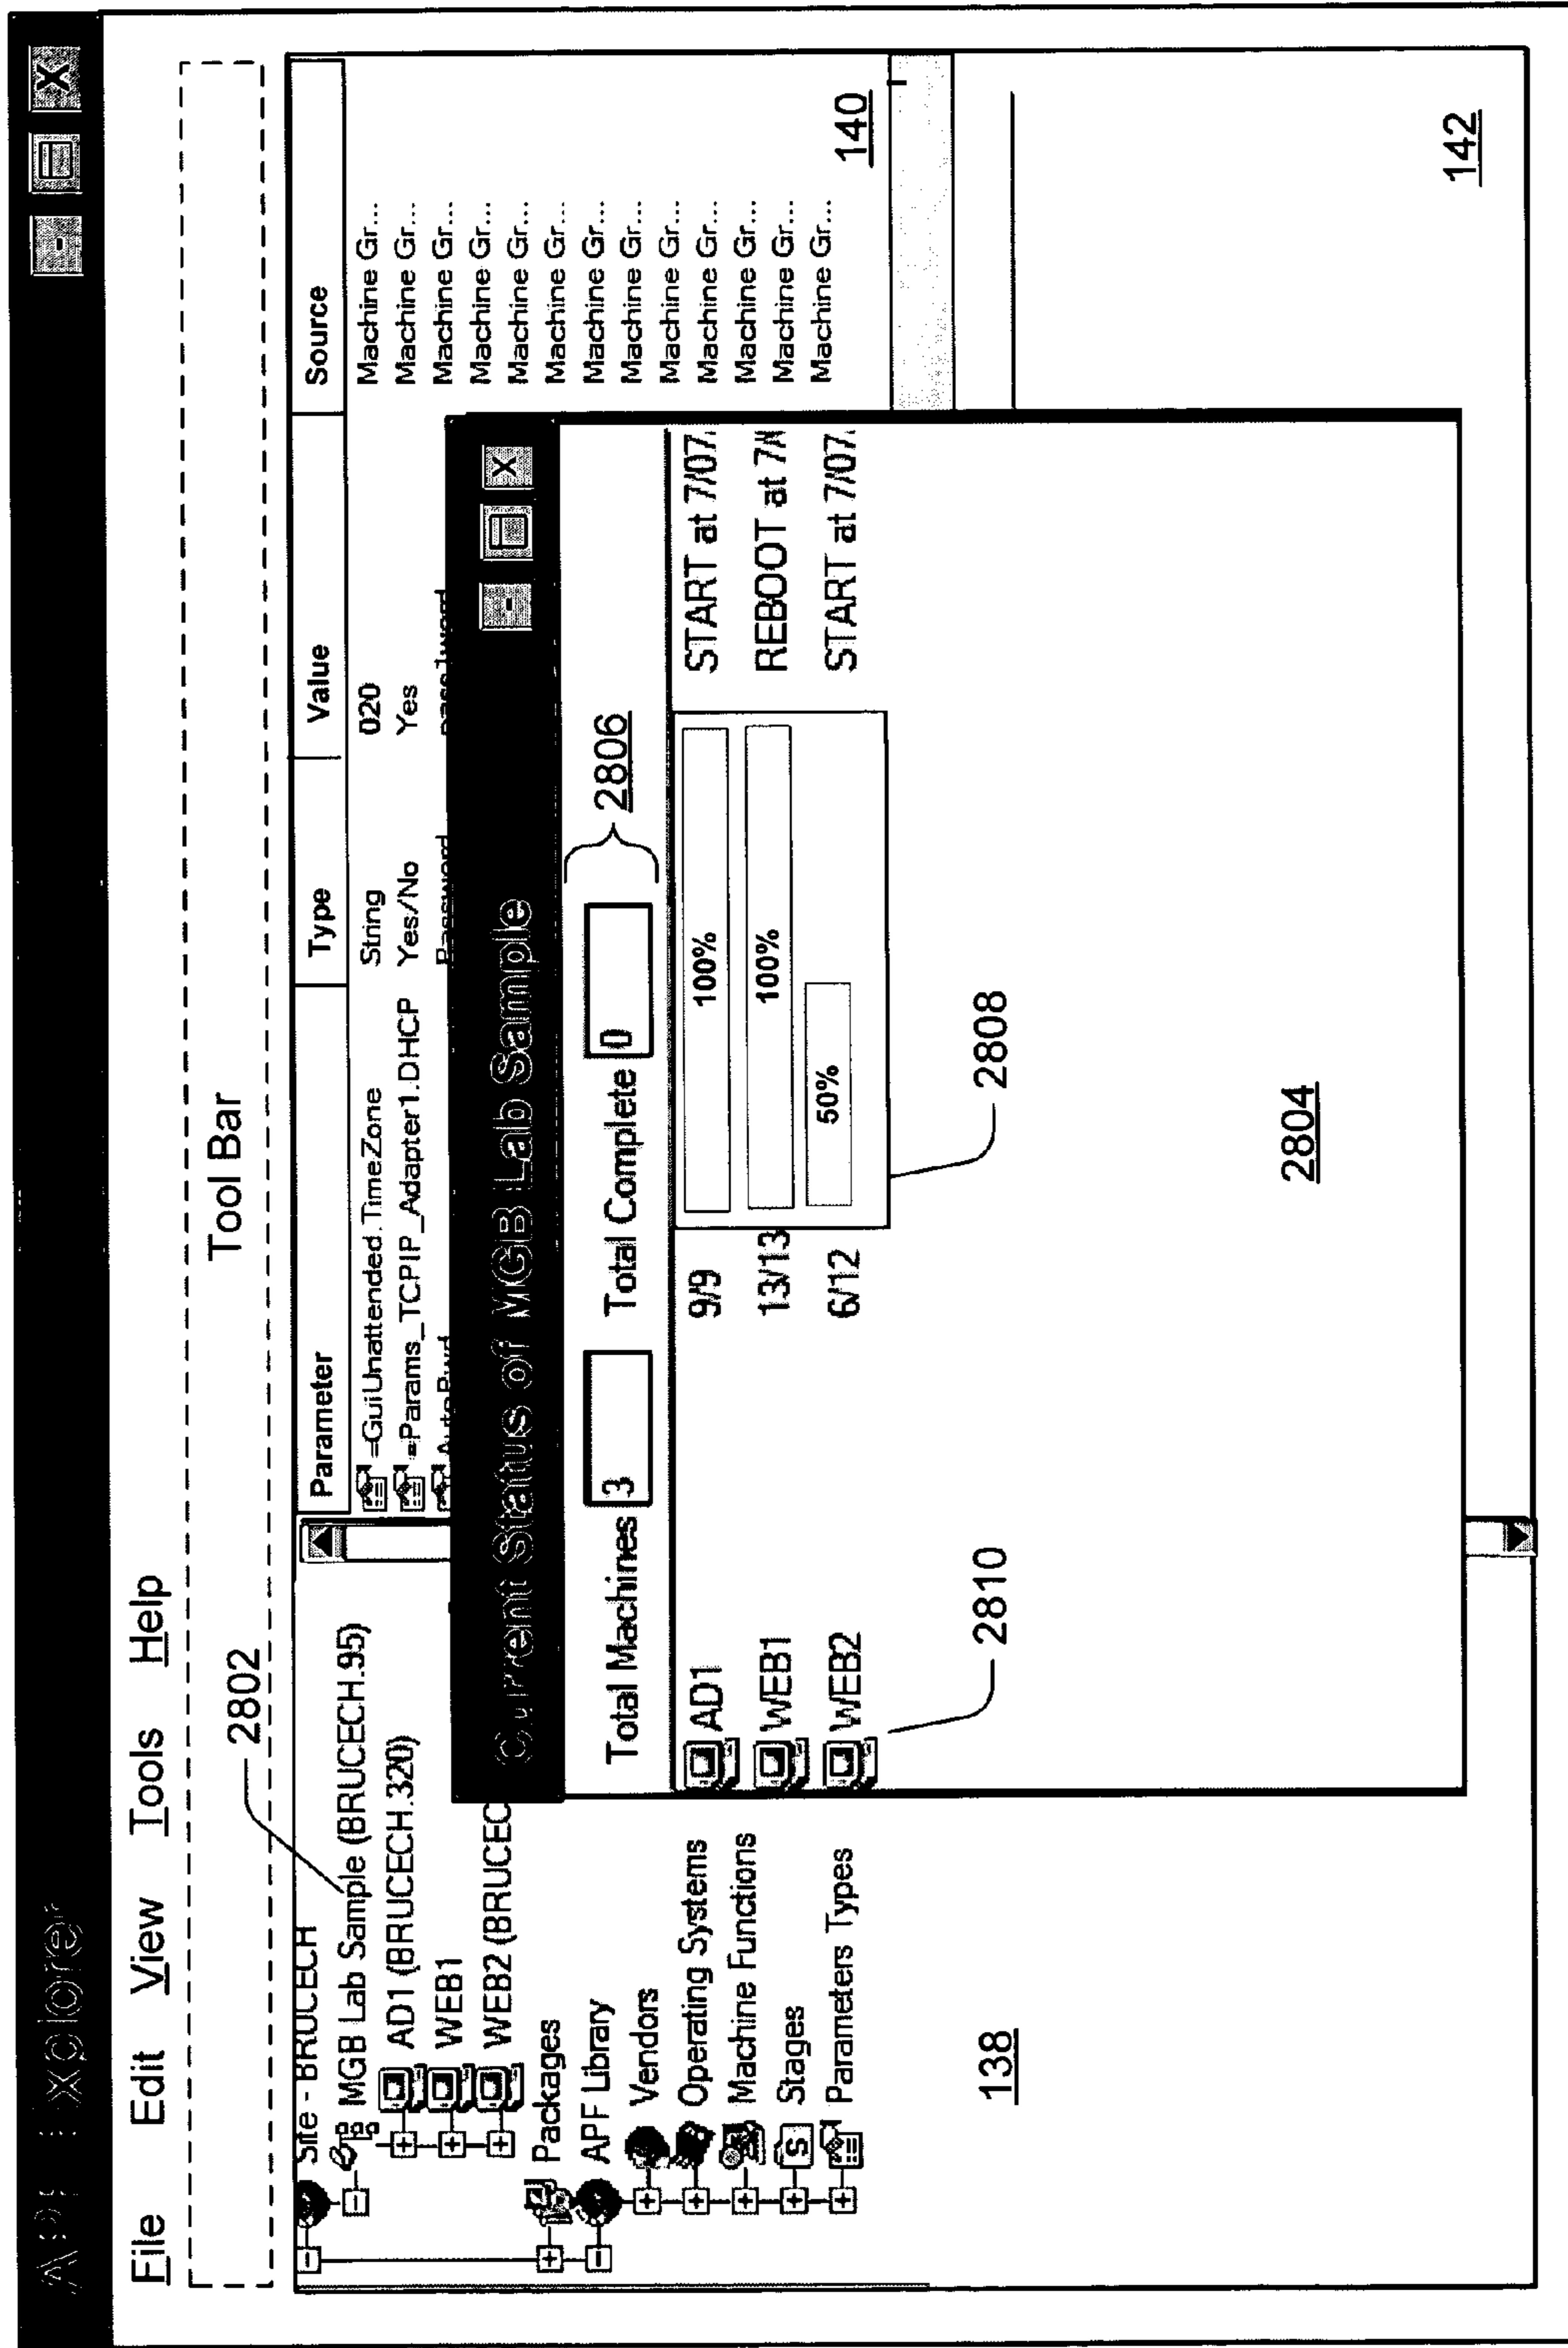 APF Explorer
File Edit View Tools Help
Tool Bar
2802
Site - BRUCECH
MGB Lab Sample (BRUCECH.95)
AD1 (BRUCECH.320)
WEB1
WEB2 (BRUCEC
Packages
APF Library
Vendors
Operating Systems
Machine Functions
Stages
Parameters Types
138
Parameter Type Value Source
=GuiUnattended.TimeZone String 020 Machine Gr...
=Params_TCPIP_Adapter1.DHCP Yes/No Yes Machine Gr...
Machine Gr...
Machine Gr...
Machine Gr...
Machine Gr...
Machine Gr...
Machine Gr...
Machine Gr...
Machine Gr...
Machine Gr...
Machine Gr...
Machine Gr...
140
Current Status of MGB Lab Sample
Total Machines 3 Total Complete 0
2806
AD1 9/9 100% START at 7/07
WEB1 13/13 100% REBOOT at 7/
WEB2 6/12 50% START at 7/07
2810
2808
2804
142